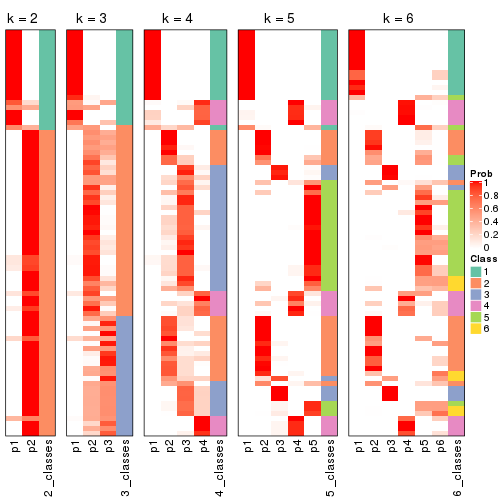 k = 2
k = 3
k = 4
k = 5
k = 6
p1
p2
2_classes
p1
p2
p3
3_classes
p1
p2
p3
p4
4_classes
p1
p2
p3
p4
p5
5_classes
p1
p2
p3
p4
p5
p6
6_classes
Prob
1
0.8
0.6
0.4
0.2
0
Class
1
2
3
4
5
6